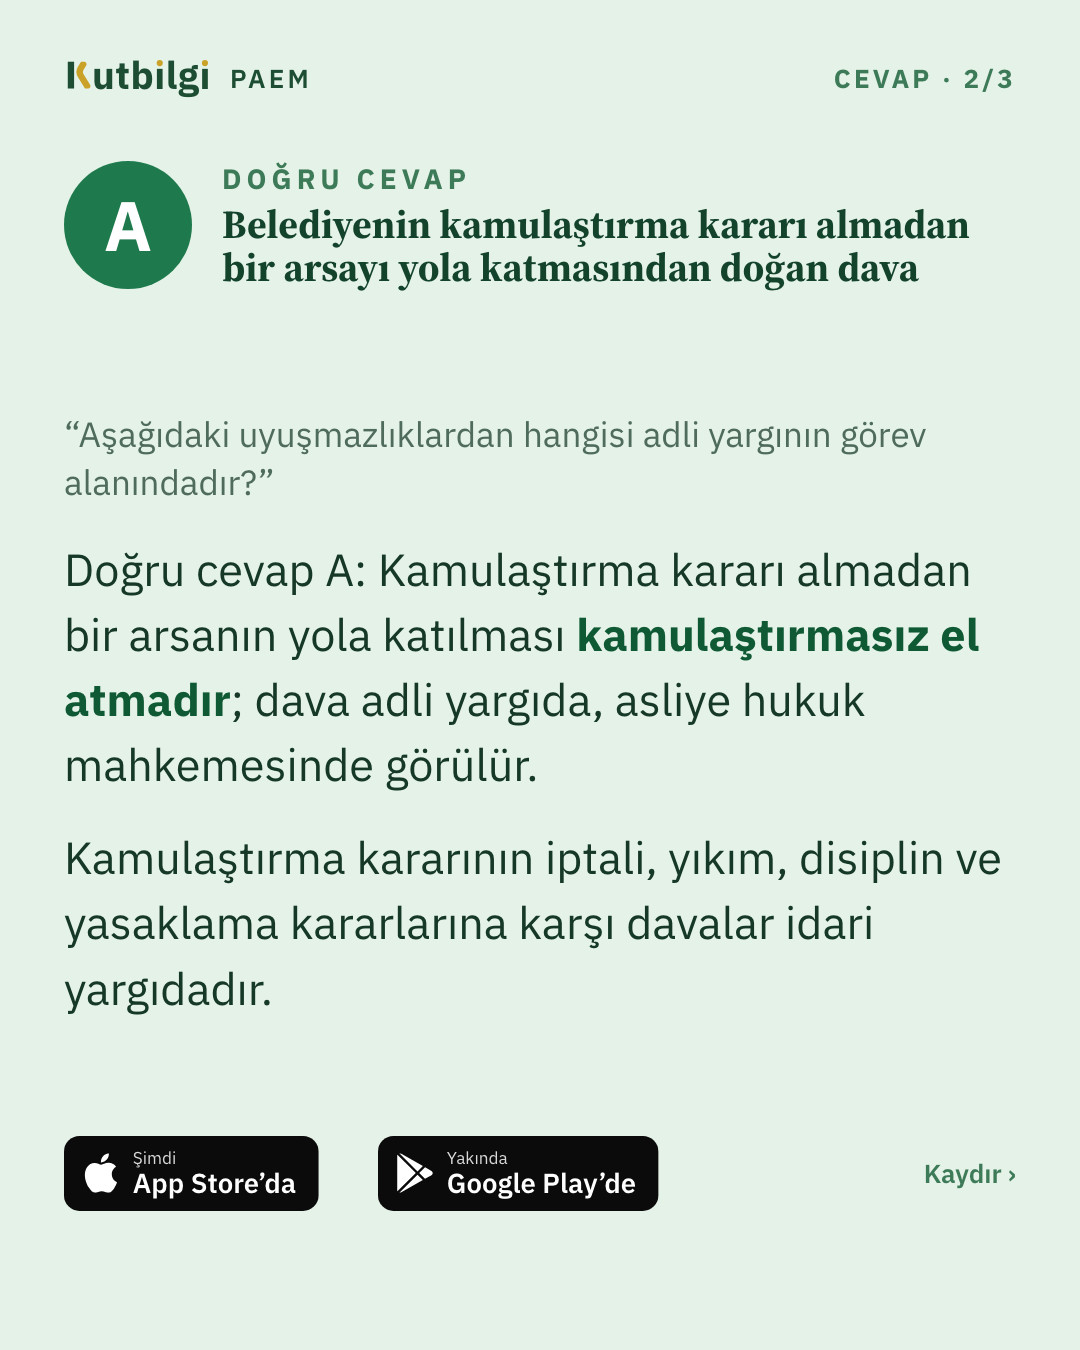 Kutbilgi PAEM
CEVAP · 2/3
A
DOĞRU CEVAP
Belediyenin kamulaştırma kararı almadan
bir arsayı yola katmasından doğan dava
“Aşağıdaki uyuşmazlıklardan hangisi adli yargının görev
alanındadır?”
Doğru cevap A: Kamulaştırma kararı almadan
bir arsanın yola katılması kamulaştırmasız el
atmadır; dava adli yargıda, asliye hukuk
mahkemesinde görülür.
Kamulaştırma kararının iptali, yıkım, disiplin ve
yasaklama kararlarına karşı davalar idari
yargıdadır.
Şimdi
App Store’da
Yakında
Google Play’de
Kaydır ›